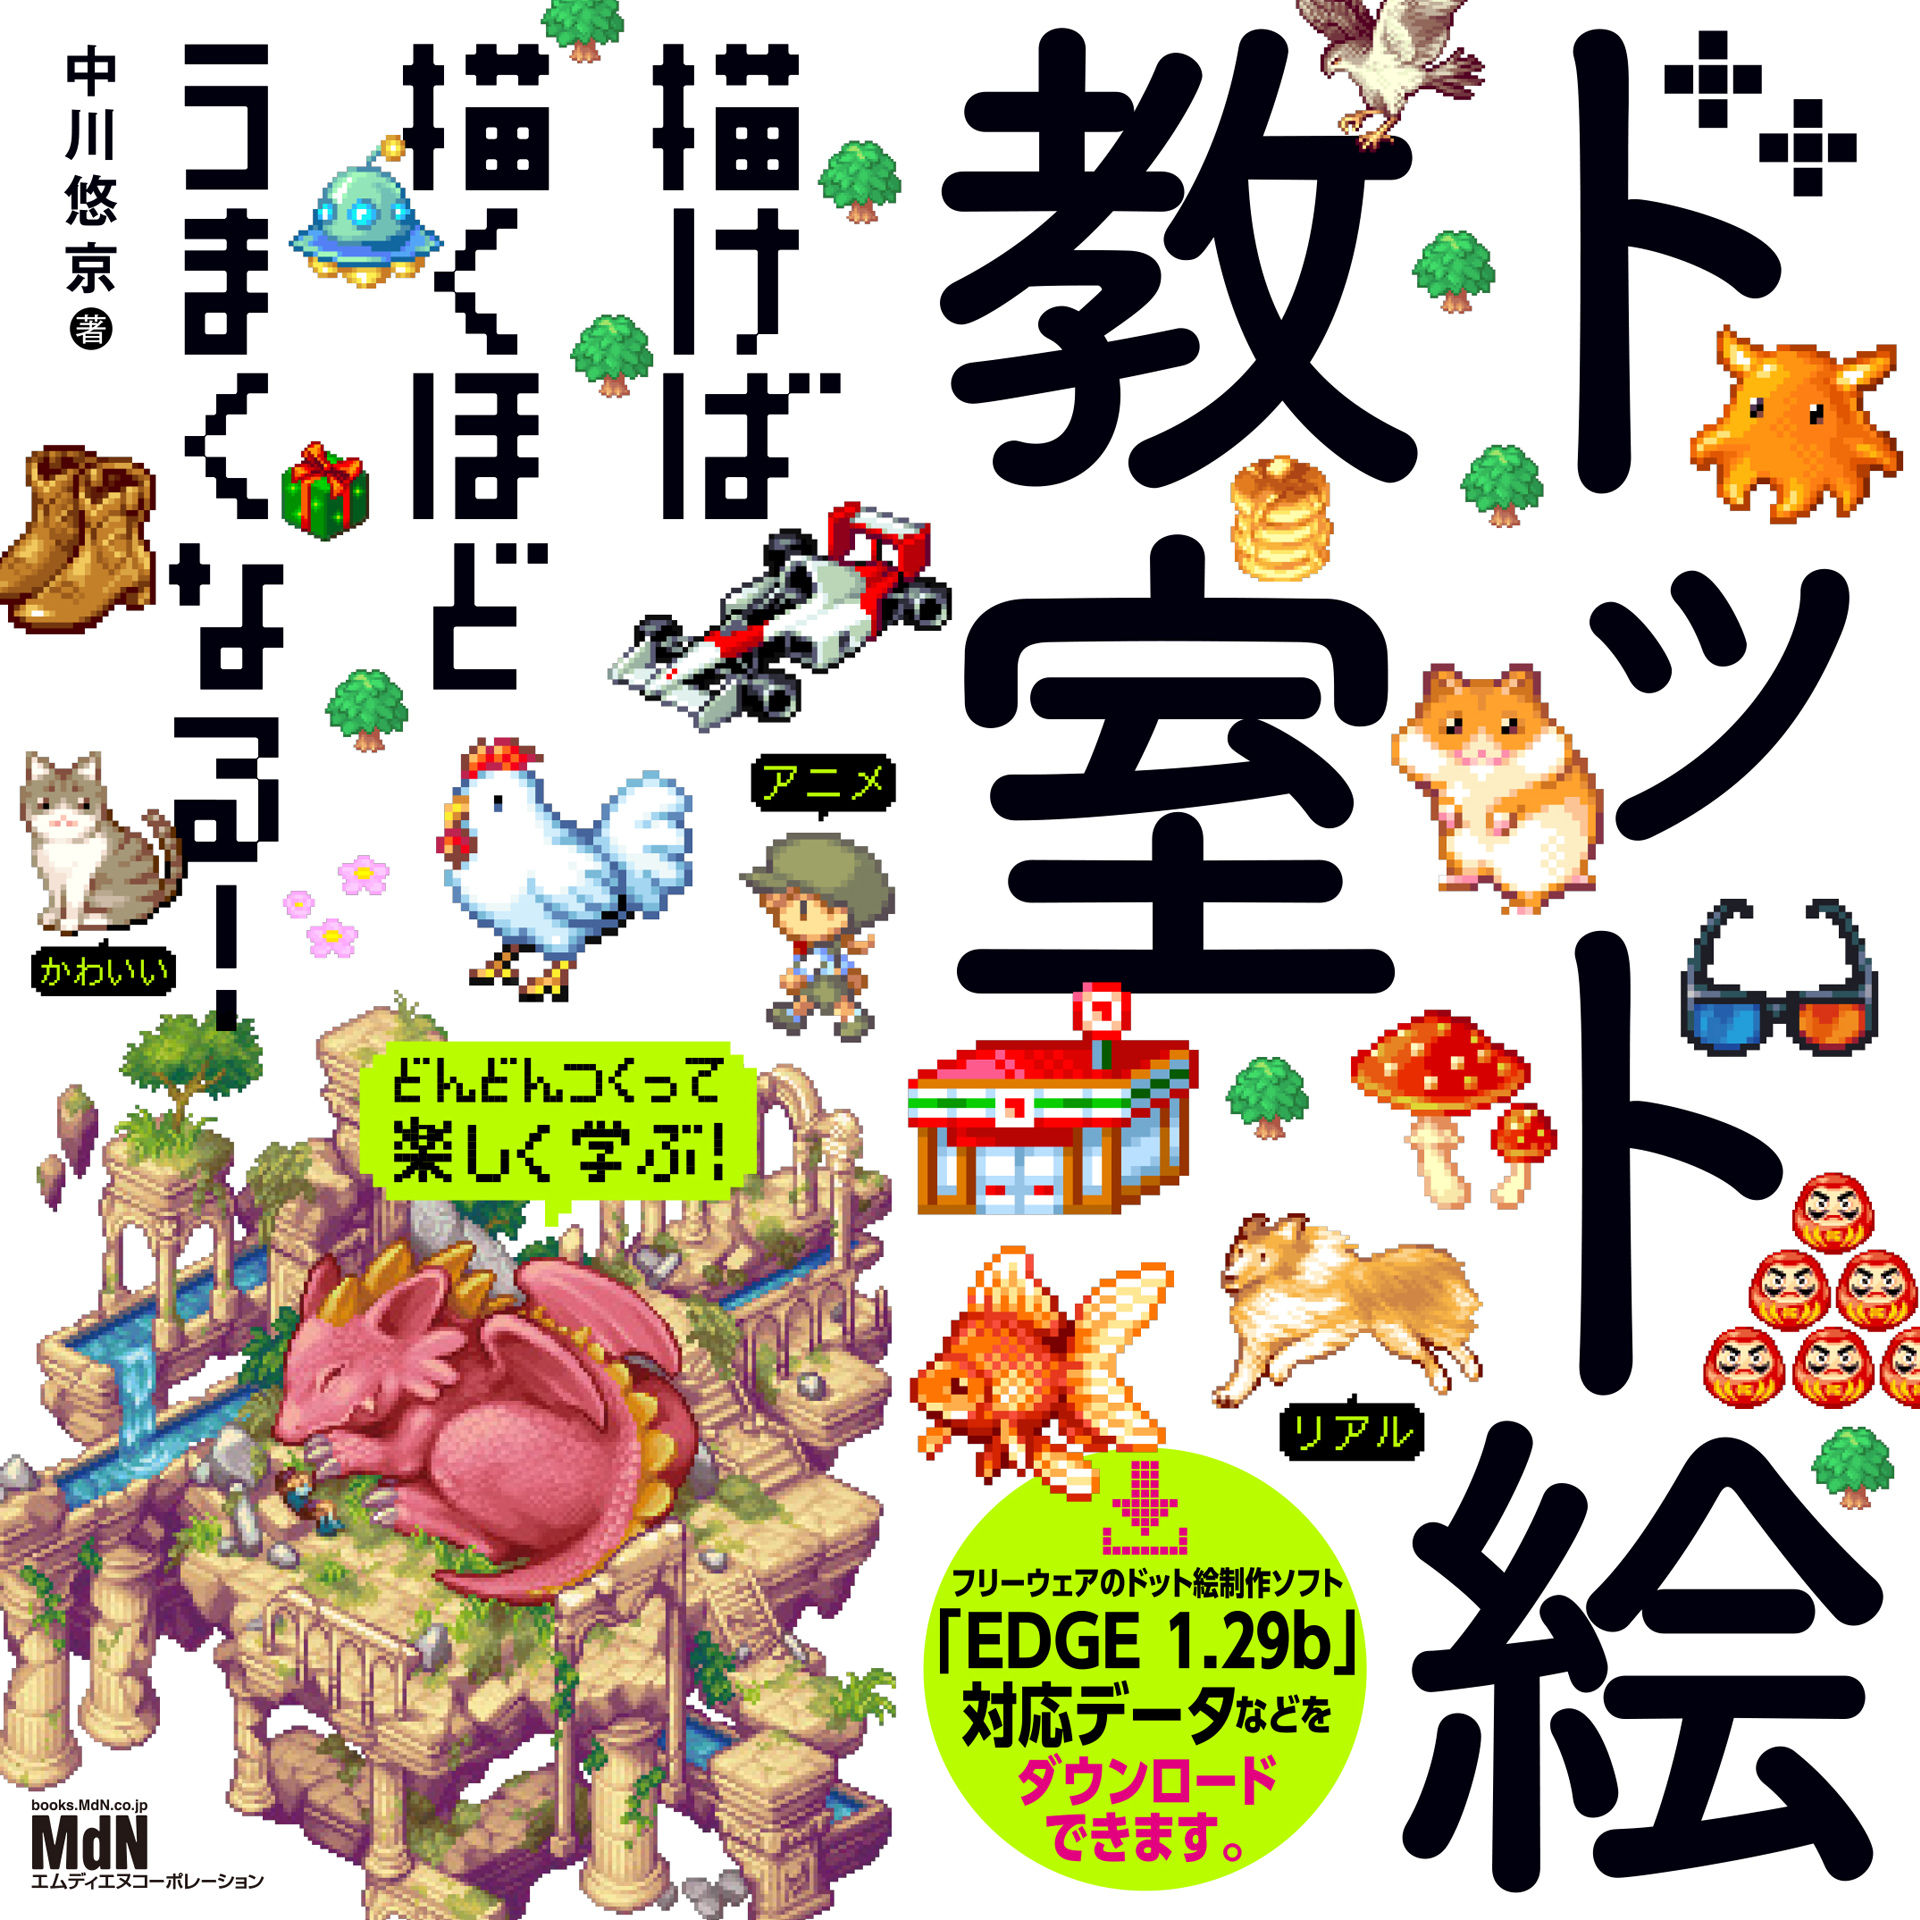 ドット絵
教室
描けば
描くほど
うまくなる!
中川悠京 著
アニメ
かわいい
どんどんつくって
楽しく学ぶ!
リアル
フリーウェアのドット絵制作ソフト
「EDGE 1.29b」
対応データなどを
ダウンロード
できます。
books.MdN.co.jp
MdN
エムディエヌコーポレーション